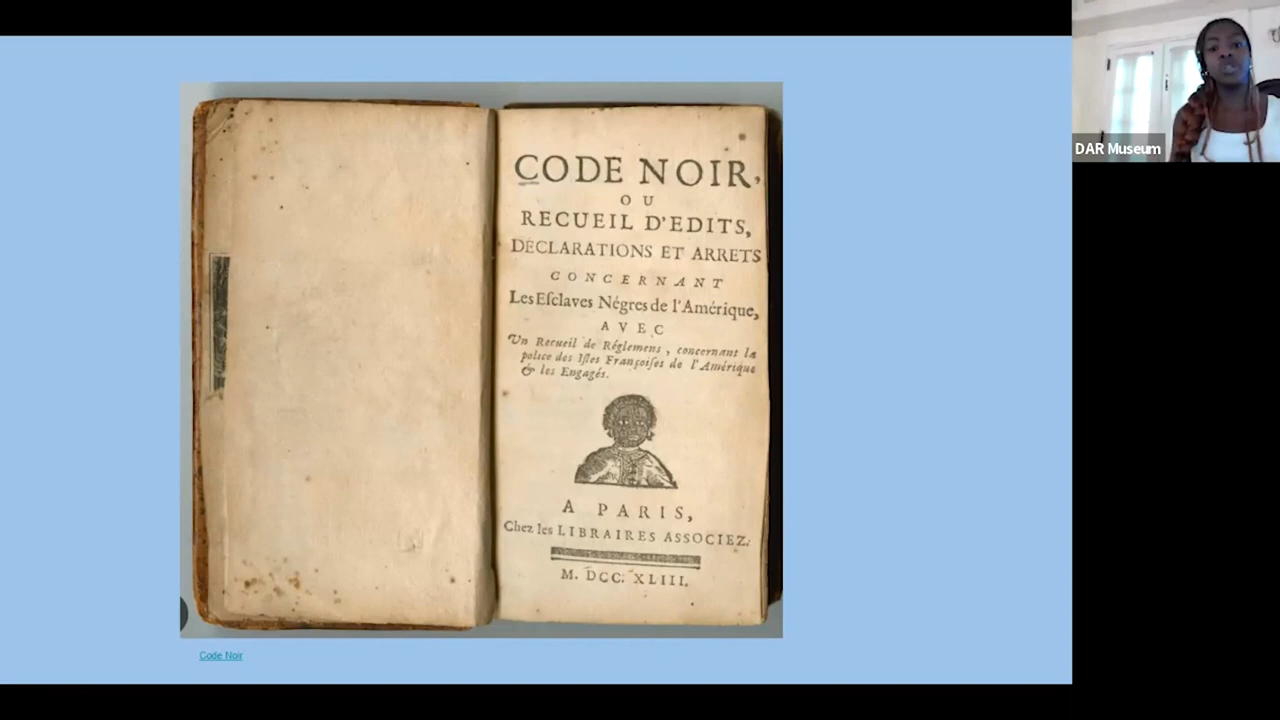 CODE NOIR,
OU
RECUEIL D'EDITS,
DECLARATIONS ET ARRETS
CONCERNANT
Les Eſclaves Négres de l'Amérique,
AVEC
Un Recueil de Réglemens, concernant la
police des Iſles Françoiſes de l'Amérique
& les Engagés.
A PARIS,
Chez les LIBRAIRES ASSOCIEZ.
M. DCC. XLIII.
Code Noir
DAR Museum